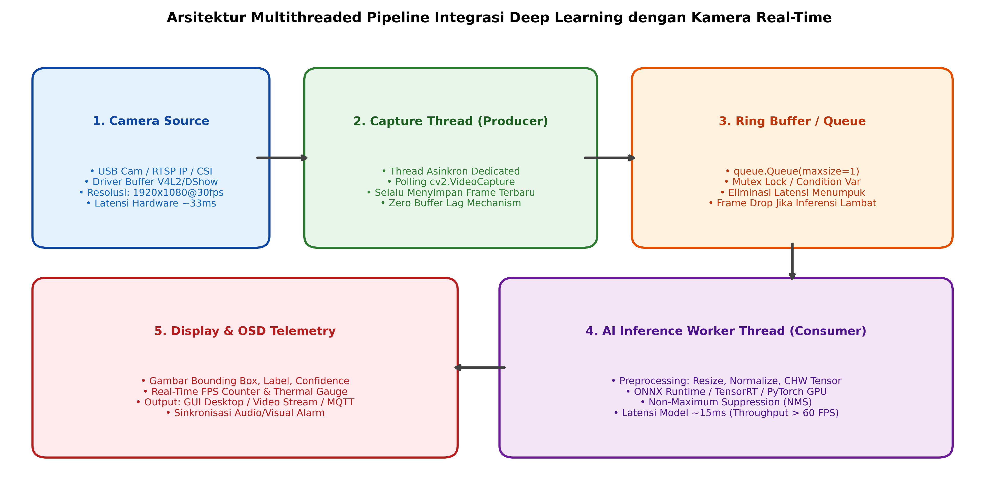 Arsitektur Multithreaded Pipeline Integrasi Deep Learning dengan Kamera Real-Time
1. Camera Source
• USB Cam / RTSP IP / CSI
• Driver Buffer V4L2/DShow
• Resolusi: 1920x1080@30fps
• Latensi Hardware ~33ms
2. Capture Thread (Producer)
• Thread Asinkron Dedicated
• Polling cv2.VideoCapture
• Selalu Menyimpan Frame Terbaru
• Zero Buffer Lag Mechanism
3. Ring Buffer / Queue
• queue.Queue(maxsize=1)
• Mutex Lock / Condition Var
• Eliminasi Latensi Menumpuk
• Frame Drop Jika Inferensi Lambat
4. AI Inference Worker Thread (Consumer)
• Preprocessing: Resize, Normalize, CHW Tensor
• ONNX Runtime / TensorRT / PyTorch GPU
• Non-Maximum Suppression (NMS)
• Latensi Model ~15ms (Throughput > 60 FPS)
5. Display & OSD Telemetry
• Gambar Bounding Box, Label, Confidence
• Real-Time FPS Counter & Thermal Gauge
• Output: GUI Desktop / Video Stream / MQTT
• Sinkronisasi Audio/Visual Alarm